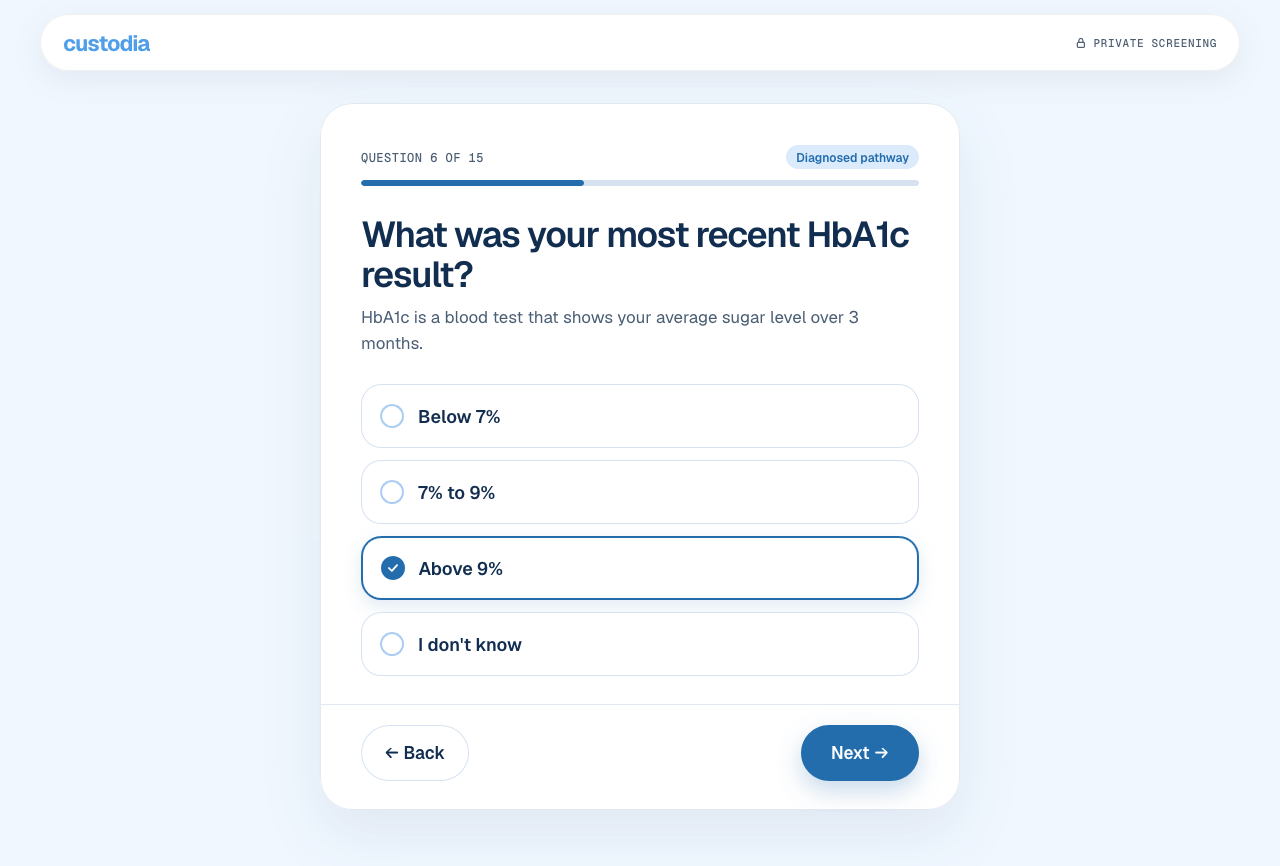 custodia
PRIVATE SCREENING
QUESTION 6 OF 15
Diagnosed pathway
What was your most recent HbA1c
result?
HbA1c is a blood test that shows your average sugar level over 3
months.
Below 7%
7% to 9%
Above 9%
I don't know
← Back
Next →